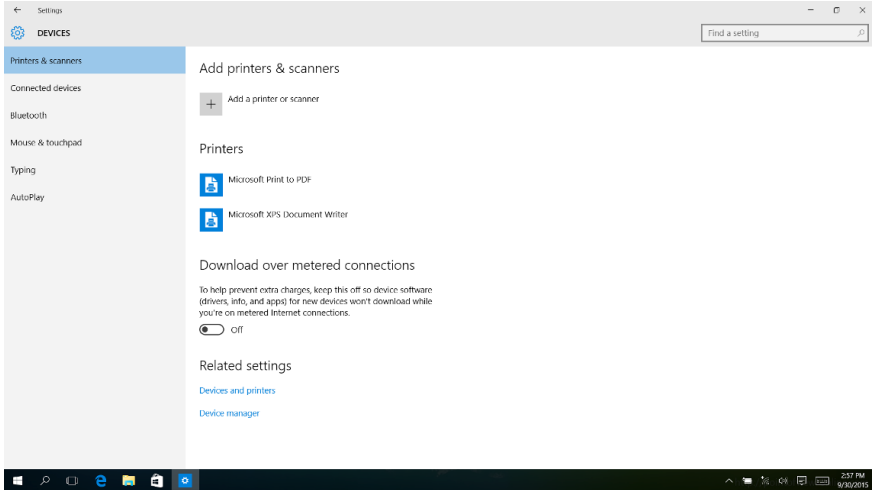 Settings
DEVICES
Find a setting
Printers & scanners
Connected devices
Bluetooth
Mouse & touchpad
Typing
AutoPlay
Add printers & scanners
Add a printer or scanner
Printers
Microsoft Print to PDF
Microsoft XPS Document Writer
Download over metered connections
To help prevent extra charges, keep this off so device software
(drivers, info, and apps) for new devices won't download while
you're on metered Internet connections.
Off
Related settings
Devices and printers
Device manager
2:57 PM
9/30/2015